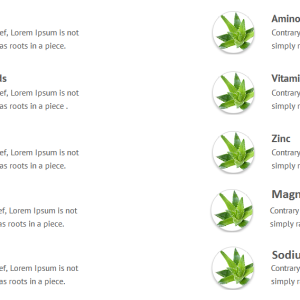 ef, Lorem Ipsum is not
as roots in a piece.
ds
ef, Lorem Ipsum is not
as roots in a piece .
ef, Lorem Ipsum is not
as roots in a piece.
ef, Lorem Ipsum is not
as roots in a piece.
ef, Lorem Ipsum is not
as roots in a piece.
Amino
Contrary
simply r
Vitami
Contrary
simply r
Zinc
Contrary
simply r
Magn
Contrary
simply ra
Sodiu
Contrary
simply r